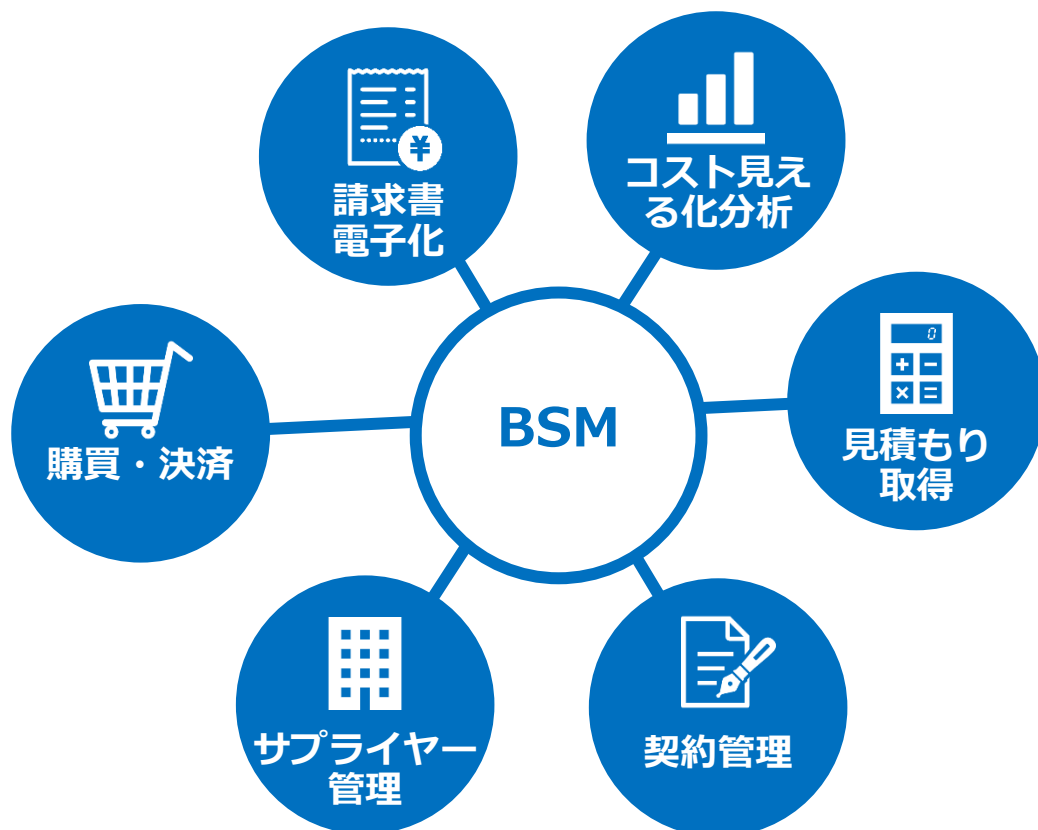 ¥
請求書
電子化
コスト見え
る化分析
0
+ −
× =
見積もり
取得
BSM
購買・決済
サプライヤー
管理
契約管理